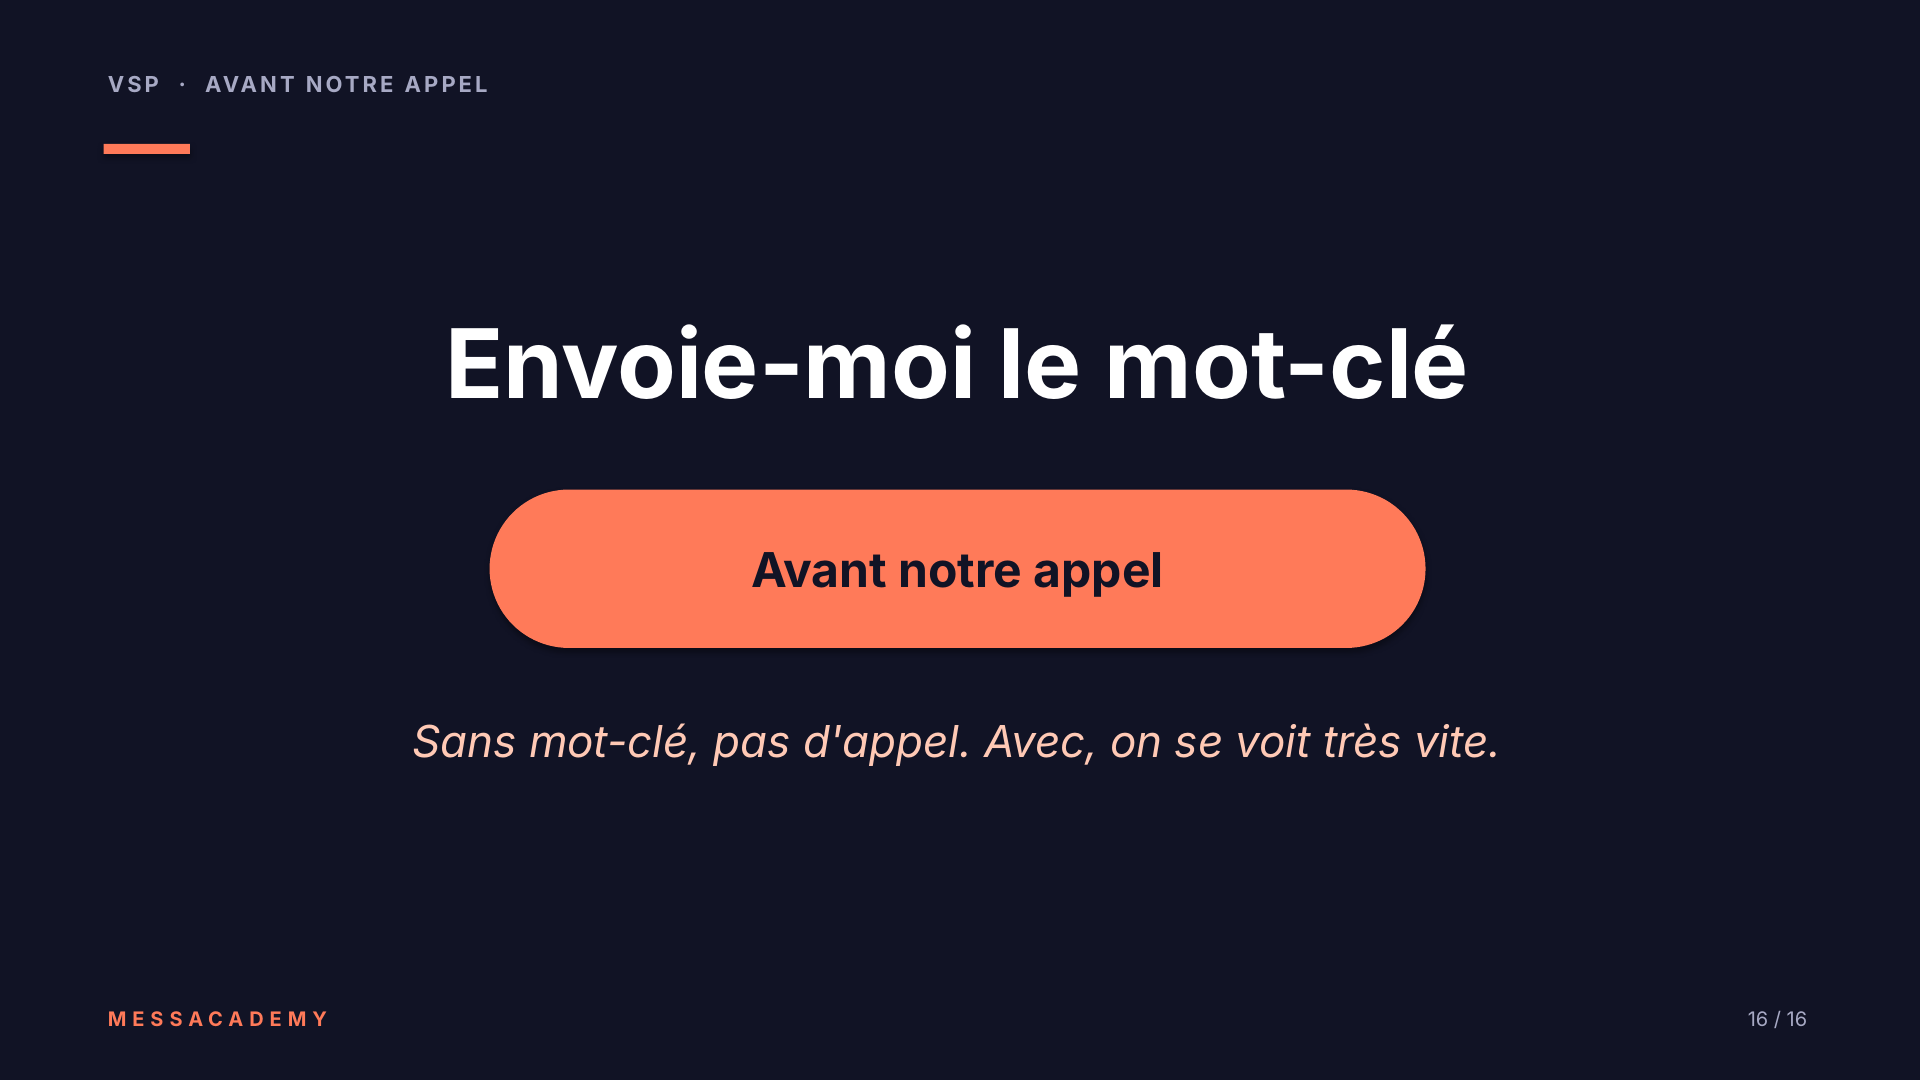 VSP · AVANT NOTRE APPEL
Envoie-moi le mot-clé
Avant notre appel
Sans mot-clé, pas d'appel. Avec, on se voit très vite.
MESSACADEMY
16 / 16